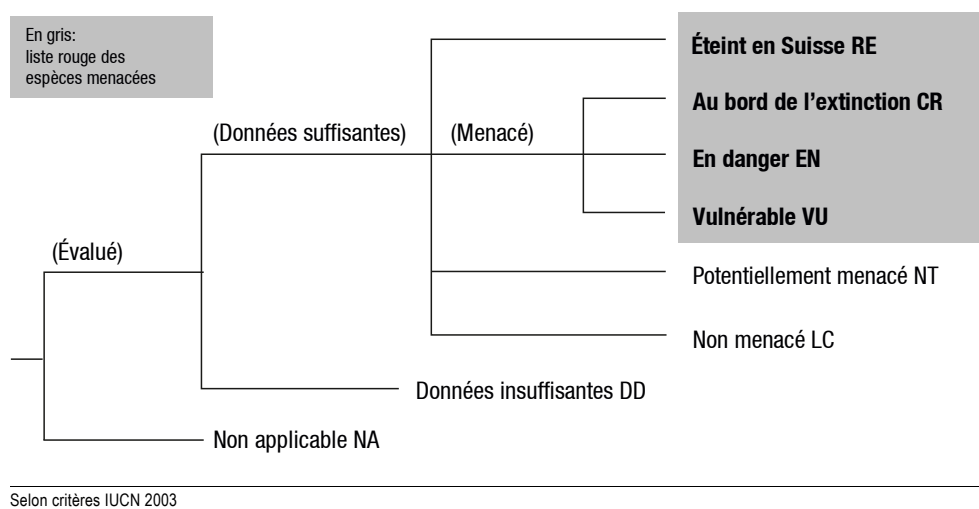 En gris:
liste rouge des
espèces menacées
Éteint en Suisse RE
Au bord de l’extinction CR
(Données suffisantes)
(Menacé)
En danger EN
Vulnérable VU
(Évalué)
Potentiellement menacé NT
Non menacé LC
Données insuffisantes DD
Non applicable NA
Selon critères IUCN 2003